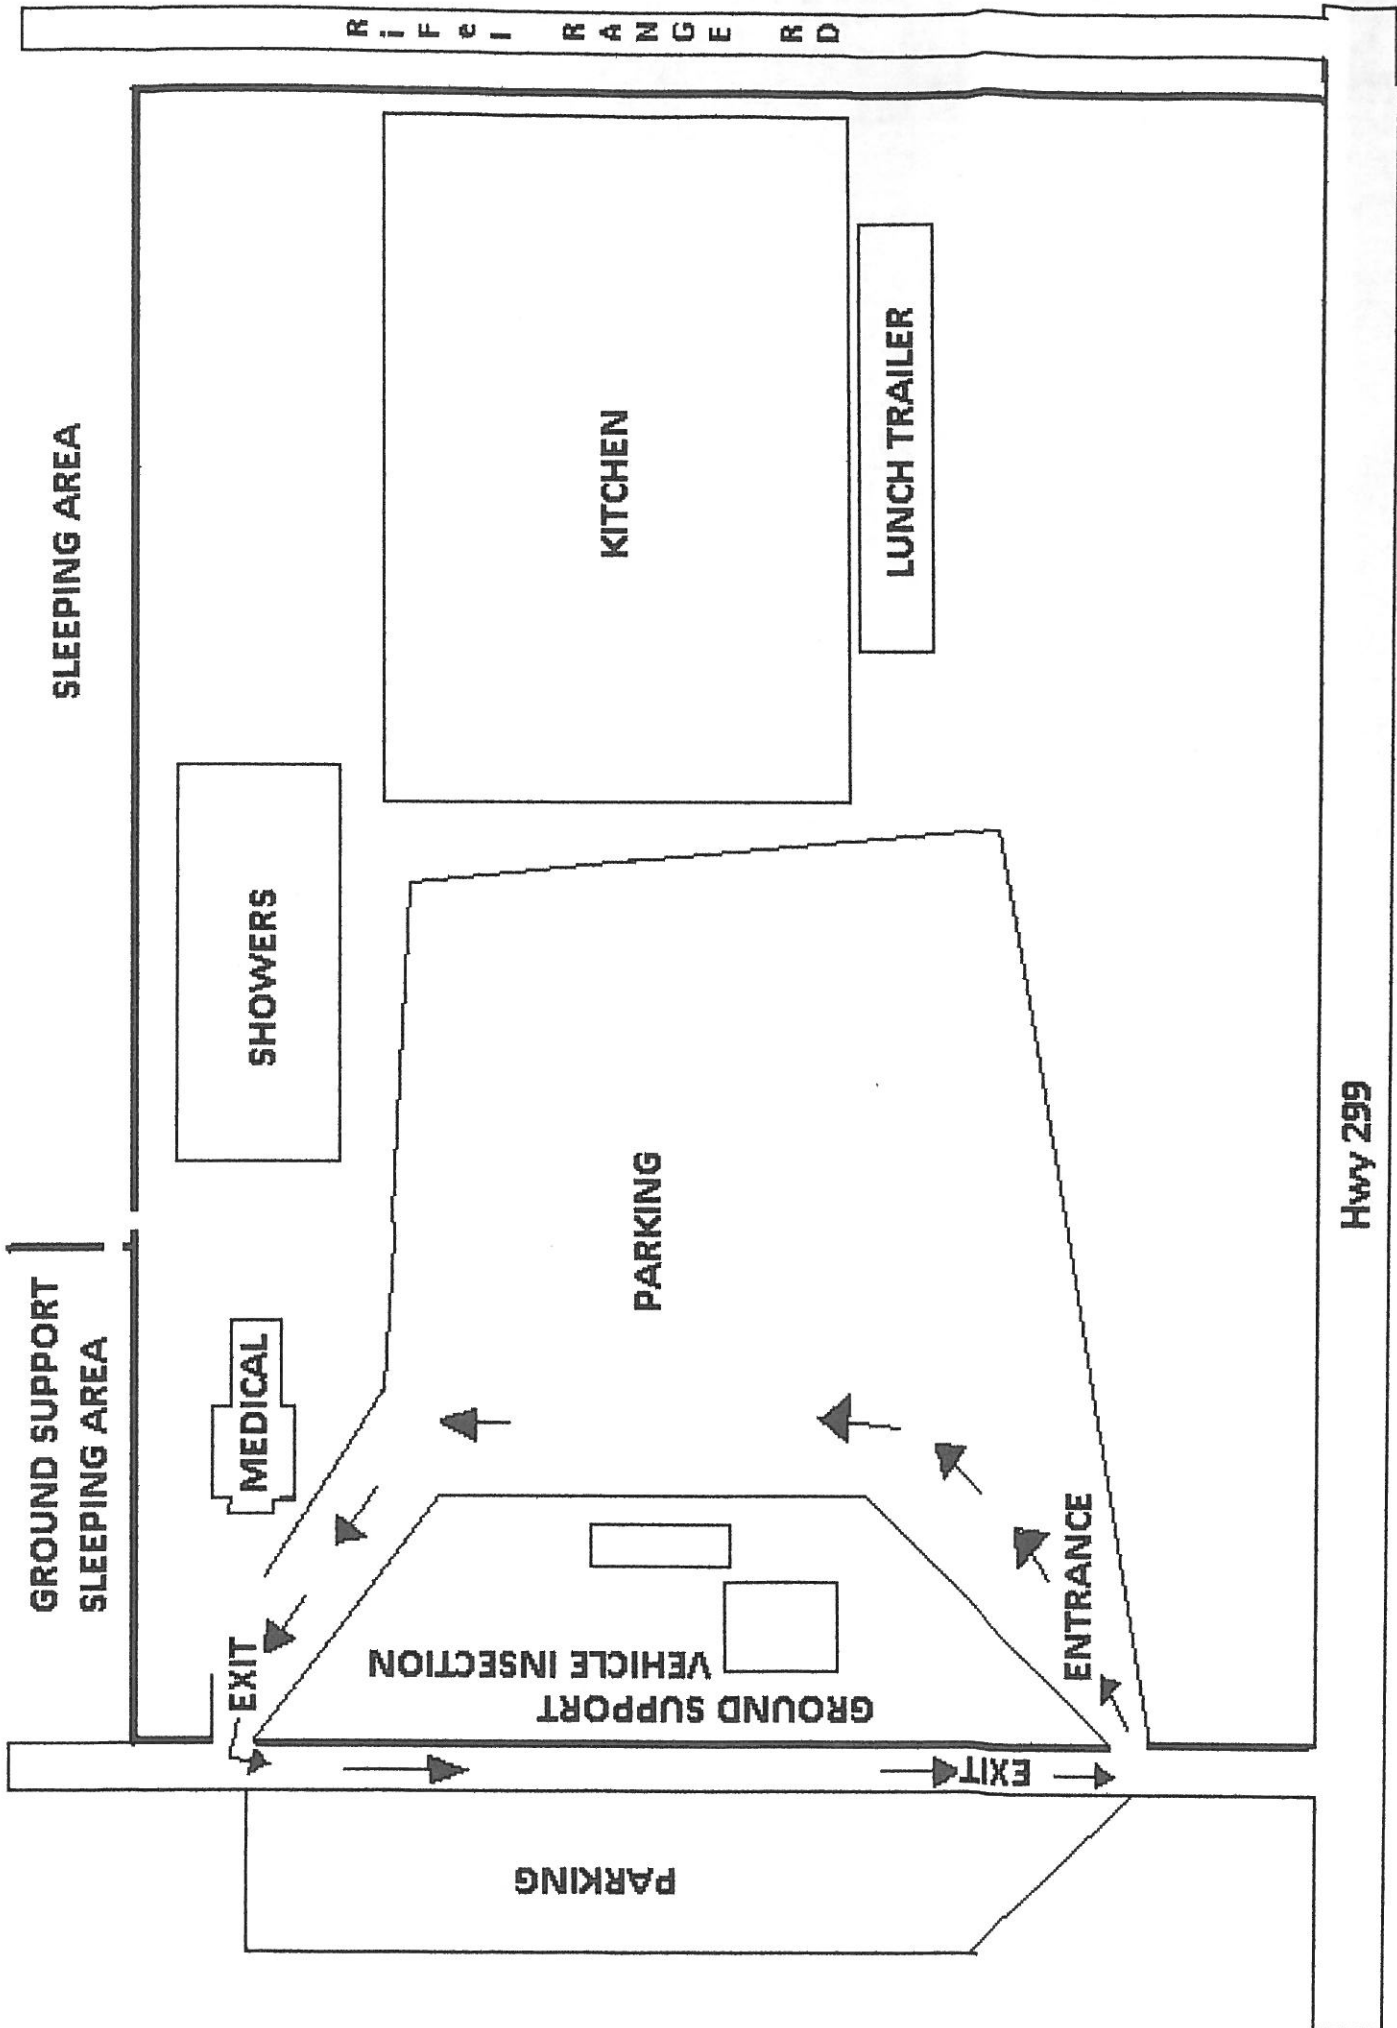 RiFel RANGE RD
SLEEPING AREA
KITCHEN
LUNCH TRAILER
SHOWERS
GROUND SUPPORT
SLEEPING AREA
MEDICAL
PARKING
EXIT
ENTRANCE
GROUND SUPPORT
VEHICLE INSECTION
EXIT
PARKING
Hwy 299